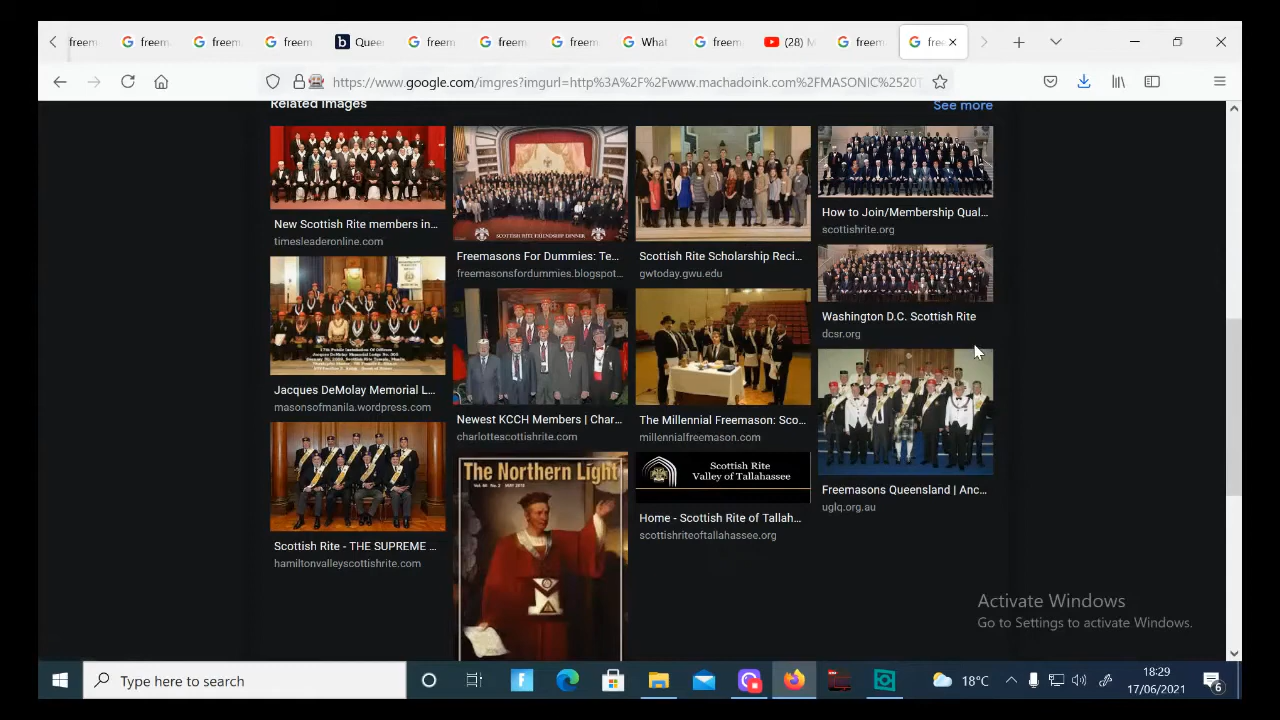 freem
freem
freem
freem
Quee
freem
freem
freem
What
freem
(28) M
freem
free
https://www.google.com/imgres?imgurl=http%3A%2F%2Fwww.machadoink.com%2FMASONIC%2520T
Related images
See more
New Scottish Rite members in...
timesleaderonline.com
Jacques DeMolay Memorial L...
masonsofmanila.wordpress.com
Scottish Rite - THE SUPREME ...
hamiltonvalleyscottishrite.com
SCOTTISH RITE FRIENDSHIP DINNER
Freemasons For Dummies: Te...
freemasonsfordummies.blogspot...
Newest KCCH Members | Char...
charlottescottishrite.com
The Northern Light
Scottish Rite Scholarship Reci...
gwtoday.gwu.edu
The Millennial Freemason: Sco...
millennialfreemason.com
Scottish Rite
Valley of Tallahassee
Home - Scottish Rite of Tallah...
scottishriteoftallahassee.org
How to Join/Membership Qual...
scottishrite.org
Washington D.C. Scottish Rite
dcsr.org
Freemasons Queensland | Anc...
uglq.org.au
Activate Windows
Go to Settings to activate Windows.
Type here to search
18°C
18:29
17/06/2021
6